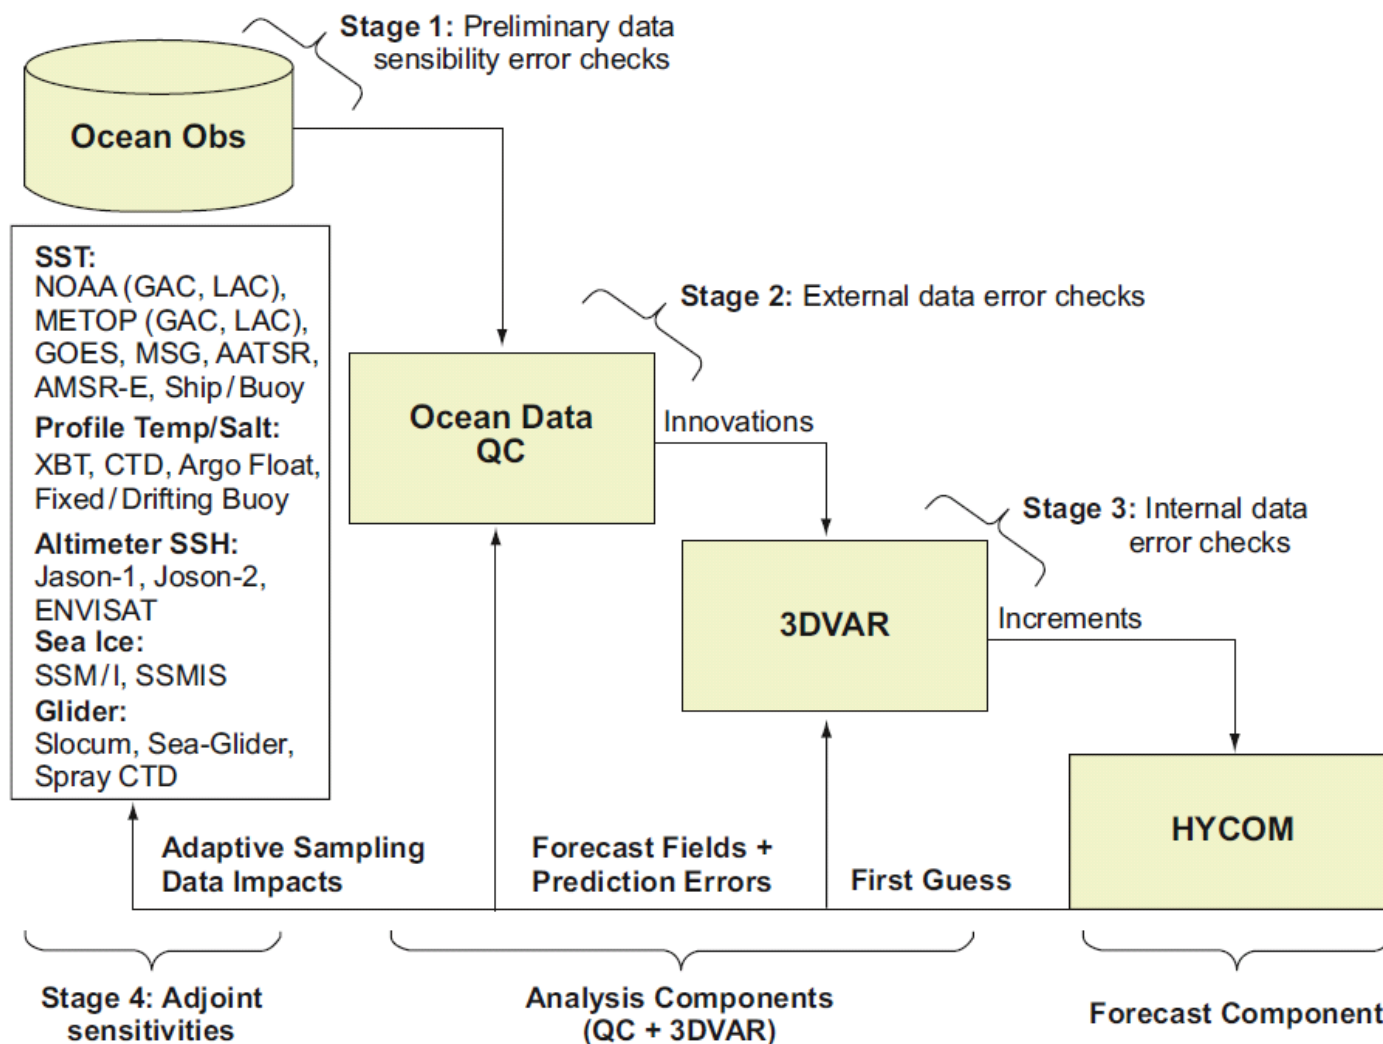 Stage 1: Preliminary data
sensibility error checks
Ocean Obs
SST:
NOAA (GAC, LAC),
METOP (GAC, LAC),
GOES, MSG, AATSR,
AMSR-E, Ship/Buoy
Profile Temp/Salt:
XBT, CTD, Argo Float,
Fixed/Drifting Buoy
Altimeter SSH:
Jason-1, Joson-2,
ENVISAT
Sea Ice:
SSM/I, SSMIS
Glider:
Slocum, Sea-Glider,
Spray CTD
Stage 2: External data error checks
Ocean Data
QC
Innovations
Stage 3: Internal data
error checks
3DVAR
Increments
HYCOM
Adaptive Sampling
Data Impacts
Forecast Fields +
Prediction Errors
First Guess
Stage 4: Adjoint
sensitivities
Analysis Components
(QC + 3DVAR)
Forecast Component